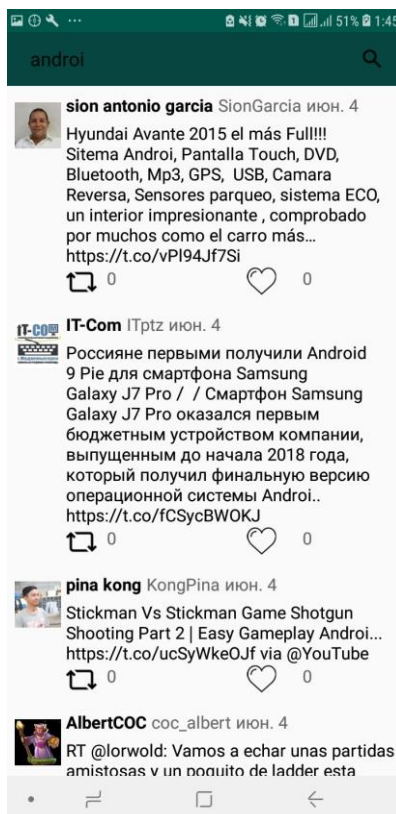 51% 1:45
androi
sion antonio garcia SionGarcia июн. 4
Hyundai Avante 2015 el más Full!!!
Sitema Androi, Pantalla Touch, DVD,
Bluetooth, Mp3, GPS, USB, Camara
Reversa, Sensores parqueo, sistema ECO,
un interior impresionante , comprobado
por muchos como el carro más...
https://t.co/vPl94Jf7Si
0 0
IT-COM
IT-Com ITptz июн. 4
Россияне первыми получили Android
9 Pie для смартфона Samsung
Galaxy J7 Pro / / Смартфон Samsung
Galaxy J7 Pro оказался первым
бюджетным устройством компании,
выпущенным до начала 2018 года,
который получил финальную версию
операционной системы Androi..
https://t.co/fCSycBWOKJ
0 0
pina kong KongPina июн. 4
Stickman Vs Stickman Game Shotgun
Shooting Part 2 | Easy Gameplay Androi...
https://t.co/ucSyWkeOJf via @YouTube
0 0
AlbertCOC coc_albert июн. 4
RT @lorwold: Vamos a echar unas partidas
amistosas y un poquito de ladder esta